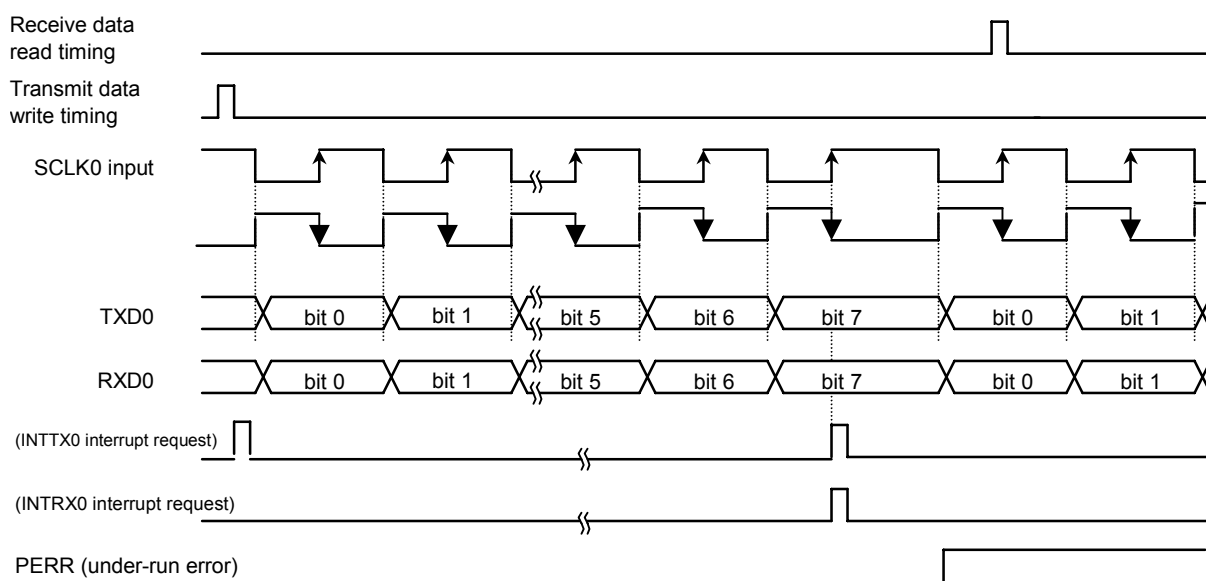 Receive data
read timing
Transmit data
write timing
SCLK0 input
TXD0
bit 0
bit 1
bit 5
bit 6
bit 7
bit 0
bit 1
RXD0
bit 0
bit 1
bit 5
bit 6
bit 7
bit 0
bit 1
(INTTX0 interrupt request)
(INTRX0 interrupt request)
PERR (under-run error)